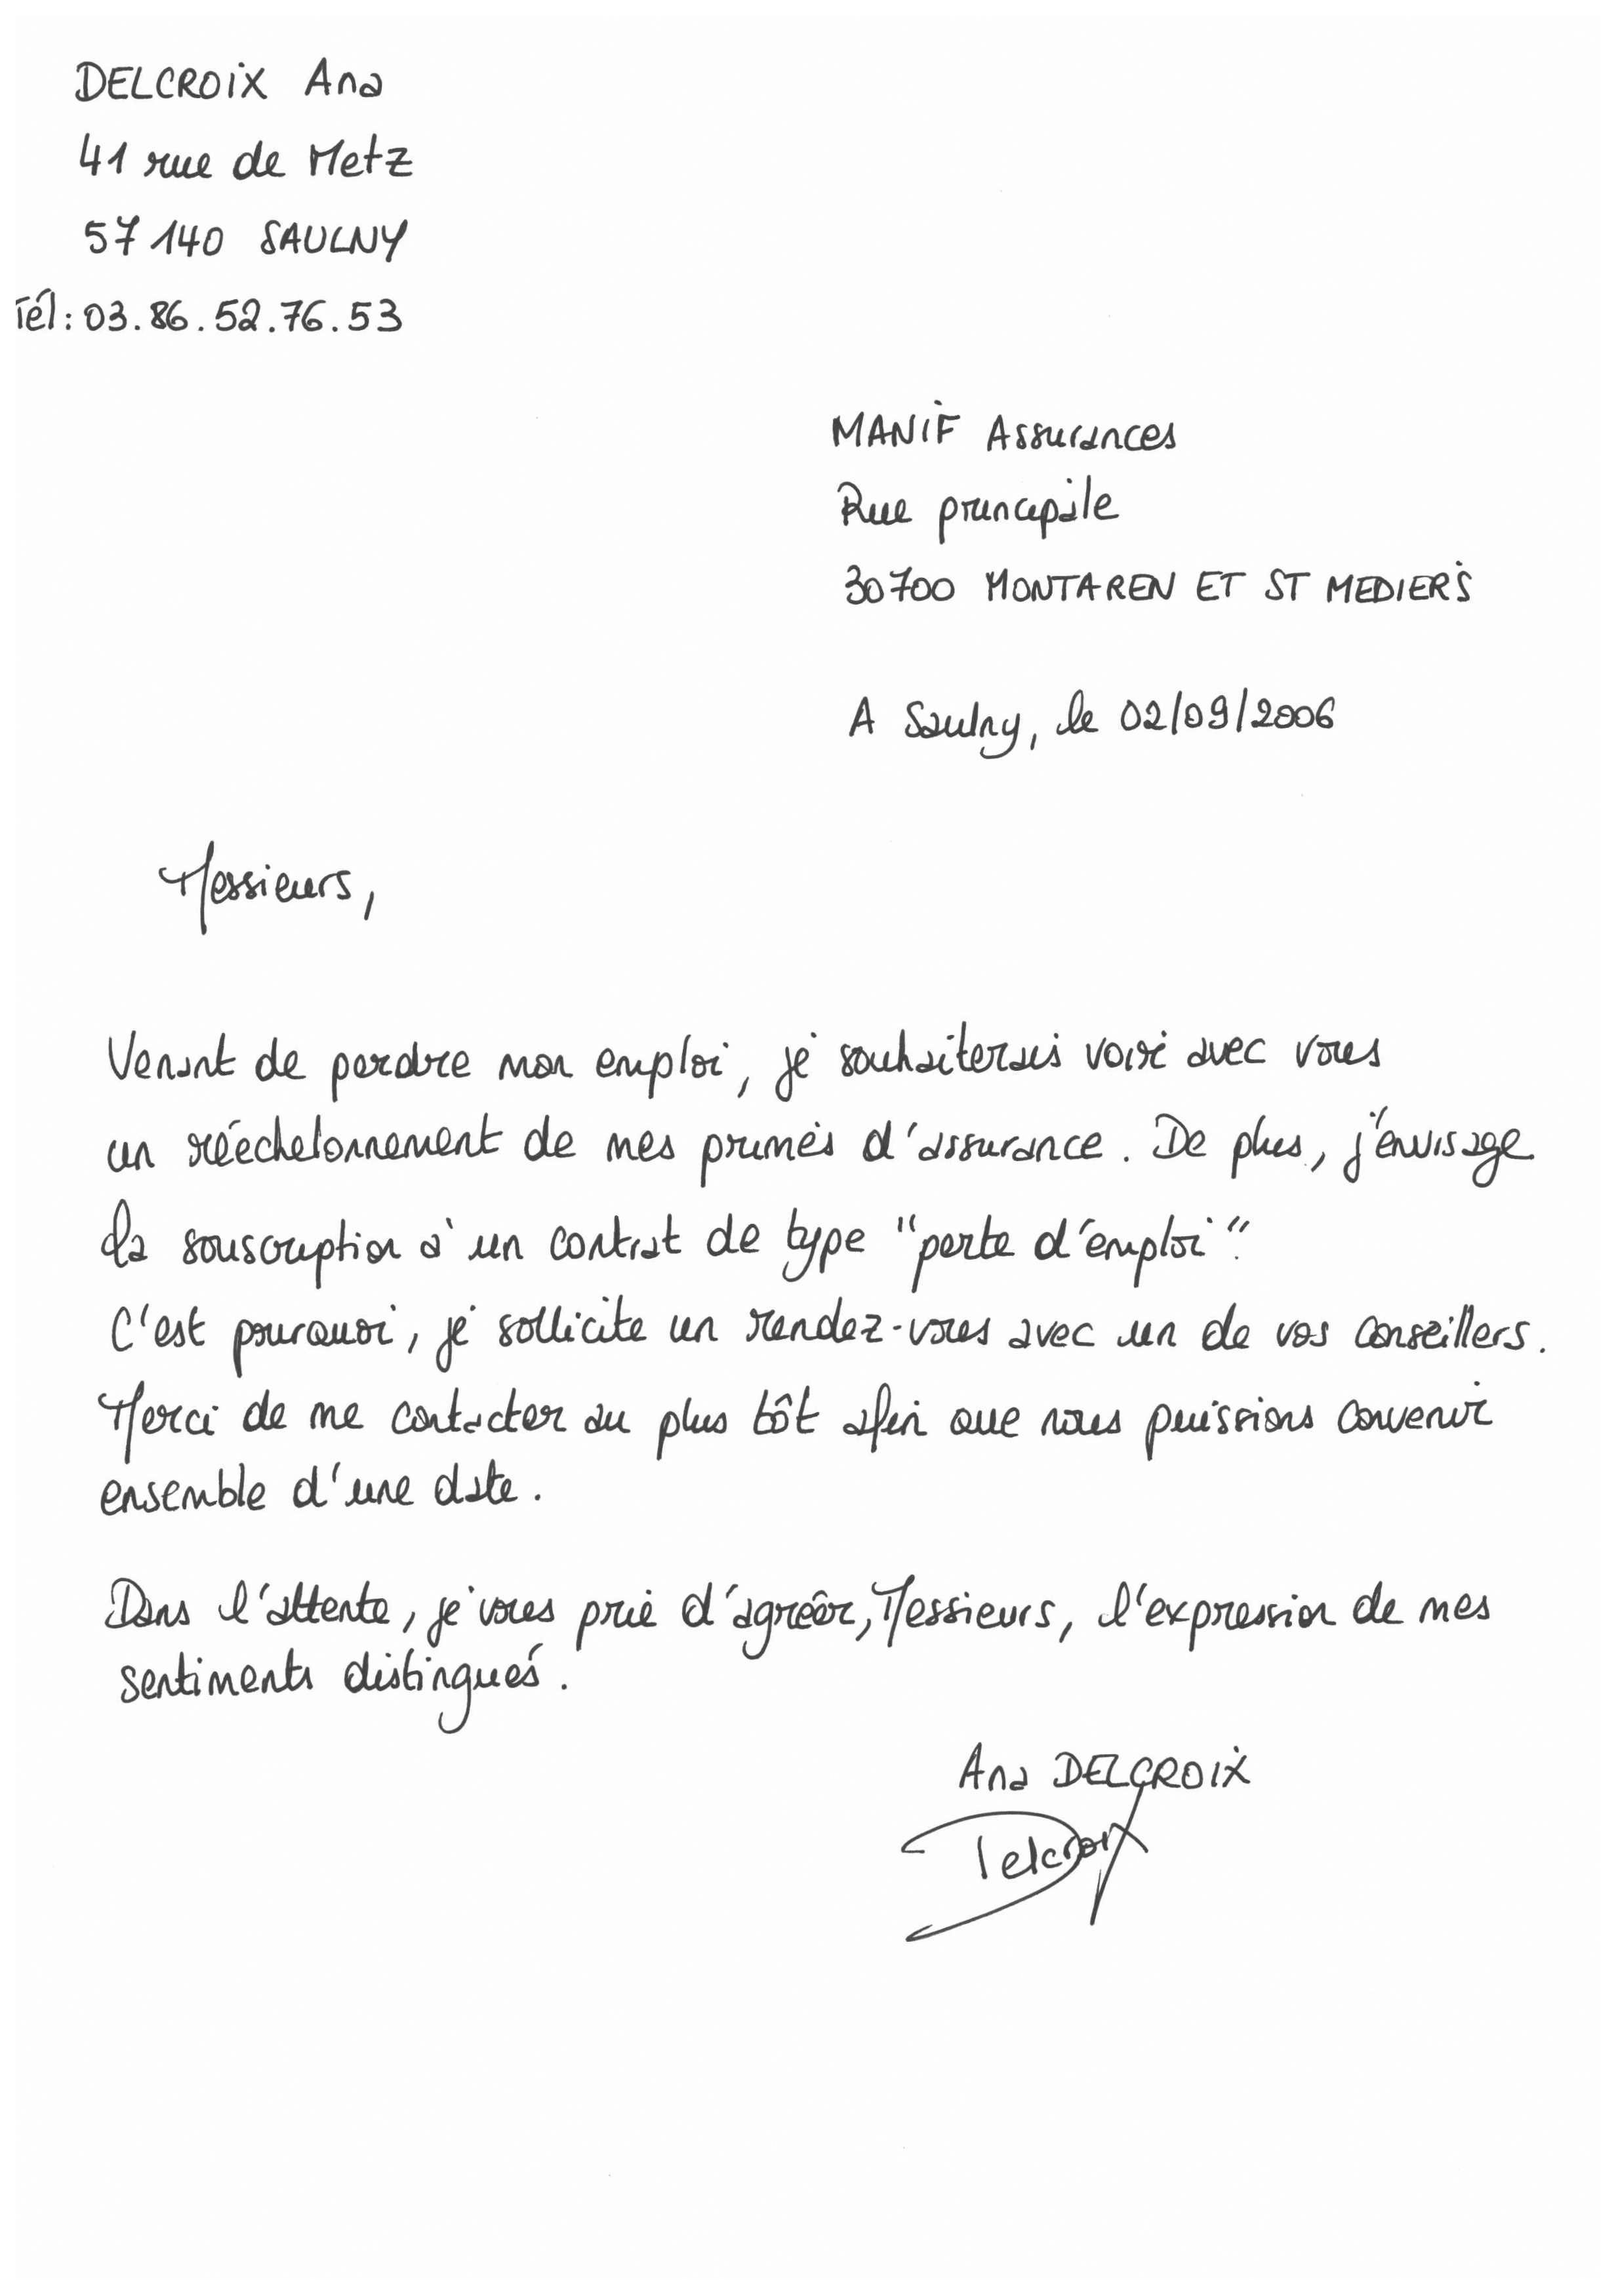 DELCROIX Ana
41 rue de Metz
57140 SAULNY
Tél : 03.86.52.76.53
MANIF Assurances
Rue principale
30700 MONTAREN ET ST MEDIERS
A Saulny, le 02/09/2006
Messieurs,
Venant de perdre mon emploi, je souhaiterais voir avec vous
un rééchelonnement de mes primes d'assurance. De plus, j'envisage
la souscription à un contrat de type "perte d'emploi".
C'est pourquoi, je sollicite un rendez-vous avec un de vos conseillers.
Merci de me contacter au plus tôt afin que nous puissions convenir
ensemble d'une date.
Dans l'attente, je vous prie d'agréer, Messieurs, l'expression de mes
sentiments distingués.
Ana DELCROIX
Delcroix